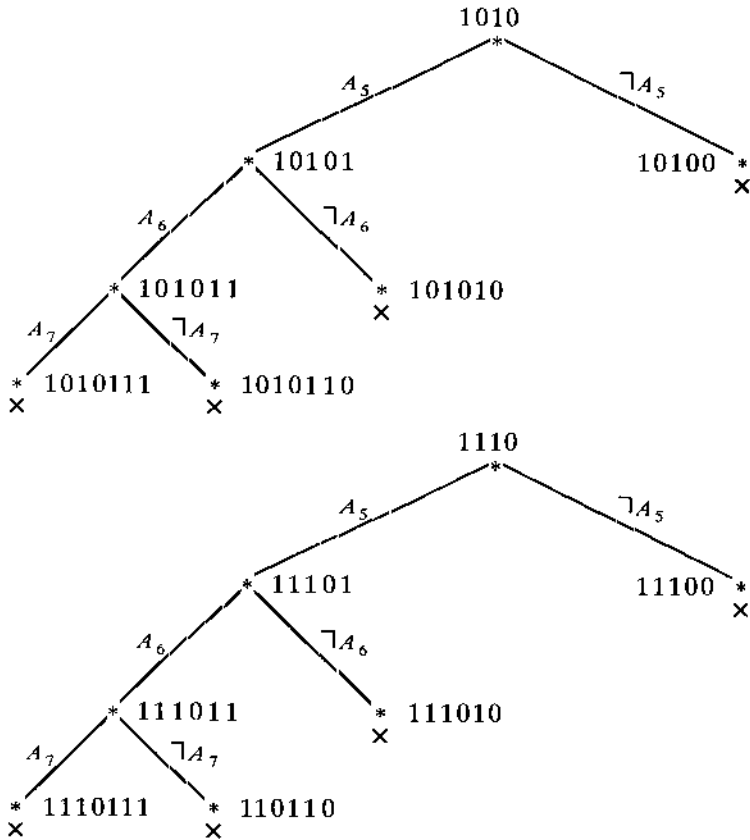 1010
A₅ ¬A₅
* 10101 10100 *
×
A₆ ¬A₆
* 101011 * 101010
×
A₇ ¬A₇
* 1010111 * 1010110
× ×
1110
*
A₅ ¬A₅
* 11101 11100 *
×
A₆ ¬A₆
* 111011 * 111010
×
A₇ ¬A₇
* 1110111 * 110110
× ×